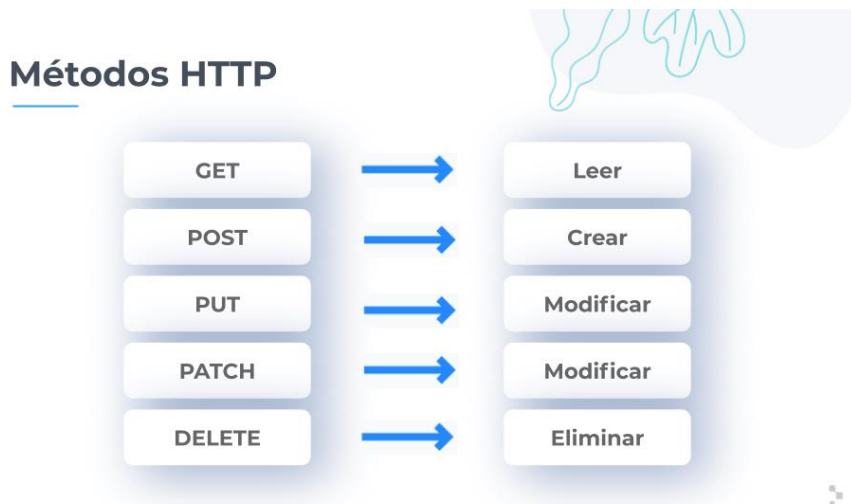 Métodos HTTP
GET Leer
POST Crear
PUT Modificar
PATCH Modificar
DELETE Eliminar